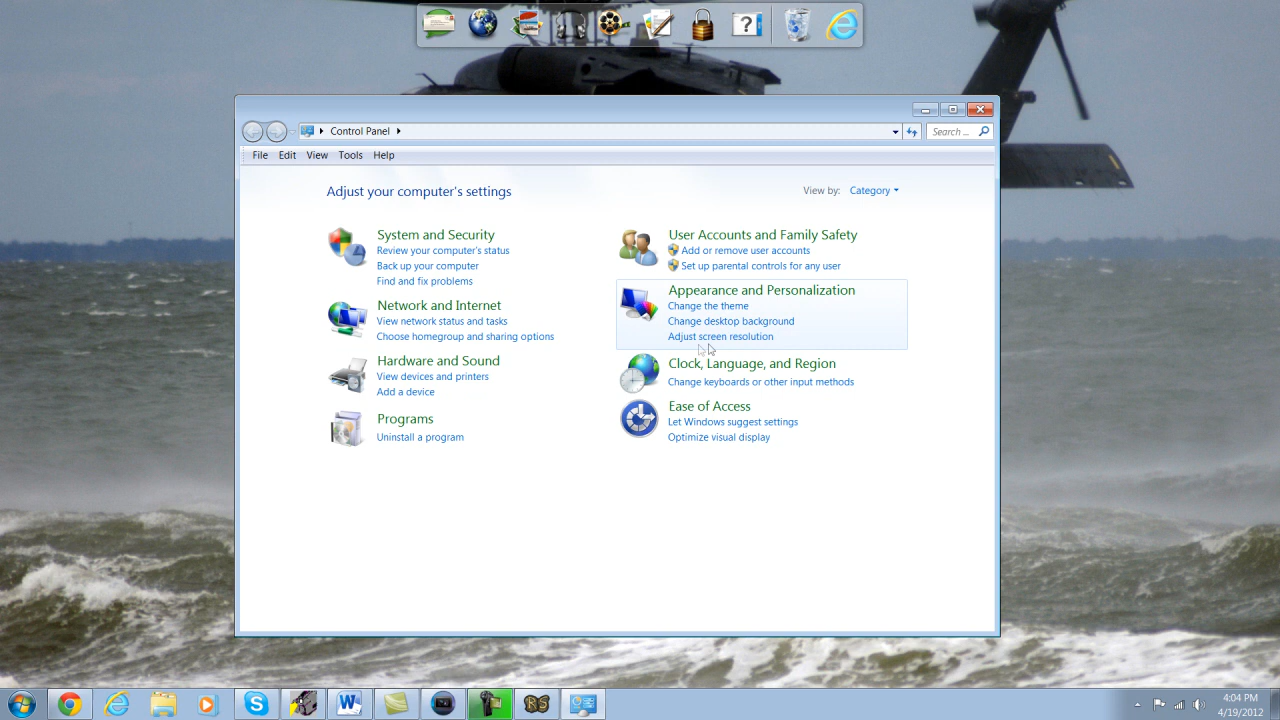 Control Panel
Search ...
File Edit View Tools Help
Adjust your computer's settings
View by: Category
System and Security
Review your computer's status
Back up your computer
Find and fix problems
Network and Internet
View network status and tasks
Choose homegroup and sharing options
Hardware and Sound
View devices and printers
Add a device
Programs
Uninstall a program
User Accounts and Family Safety
Add or remove user accounts
Set up parental controls for any user
Appearance and Personalization
Change the theme
Change desktop background
Adjust screen resolution
Clock, Language, and Region
Change keyboards or other input methods
Ease of Access
Let Windows suggest settings
Optimize visual display
4:04 PM
4/19/2012